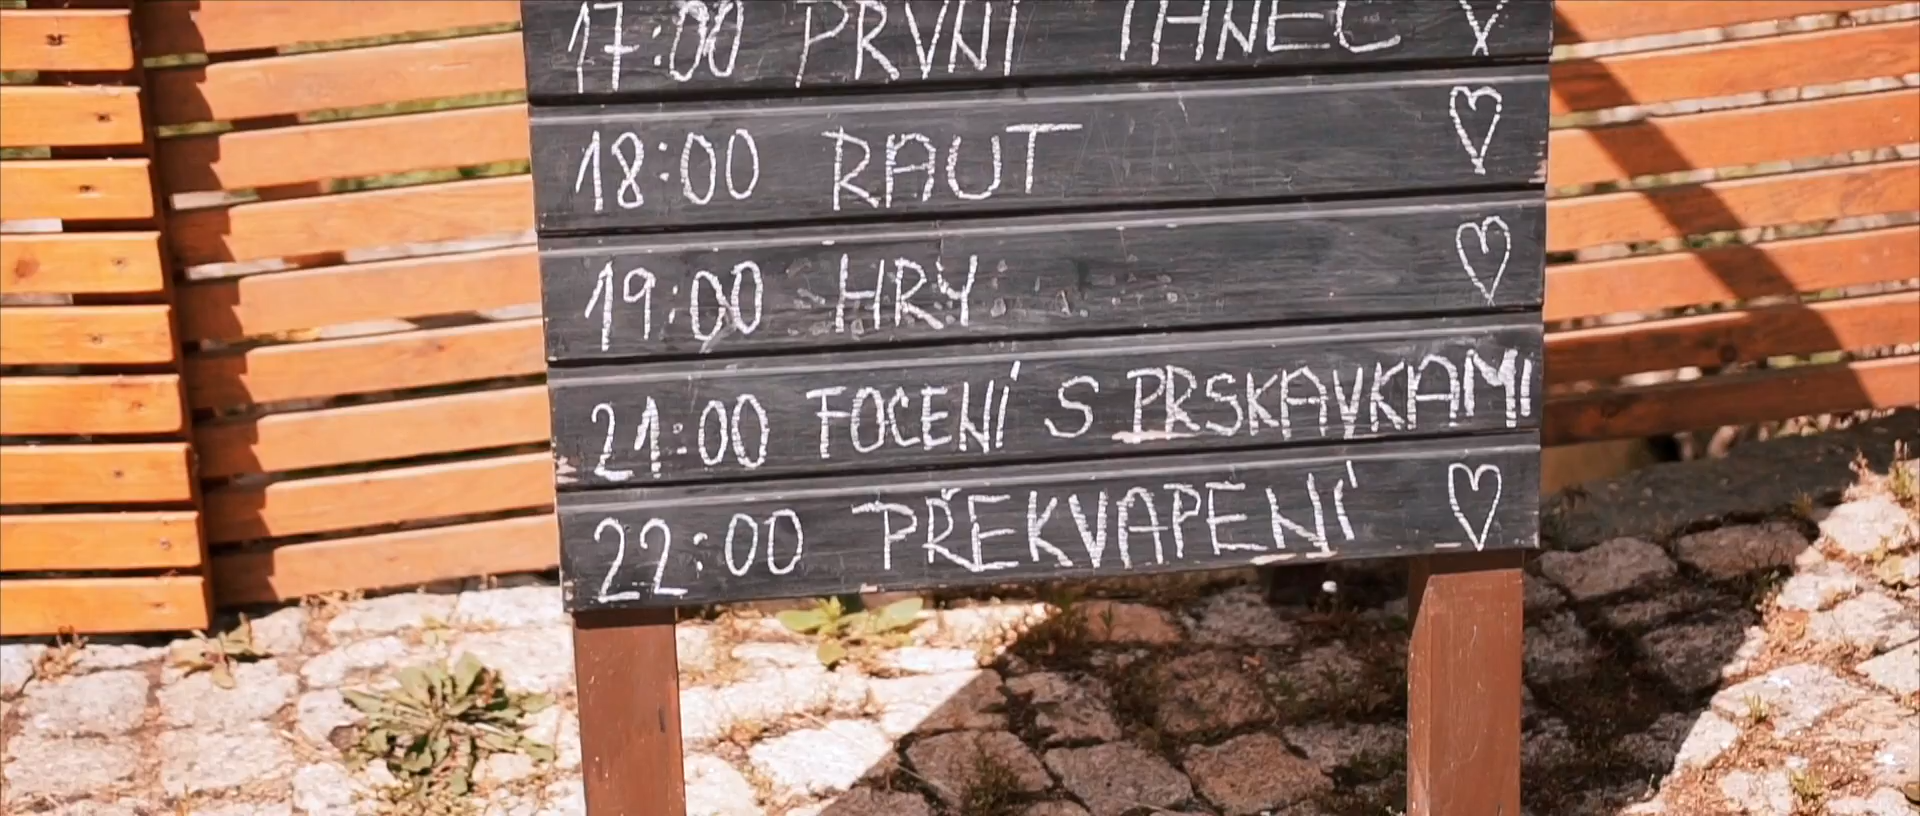 17:00 PRVNÍ TANEC
18:00 RAUT
19:00 HRY
21:00 FOCENÍ S PRSKAVKAMI
22:00 PŘEKVAPENÍ